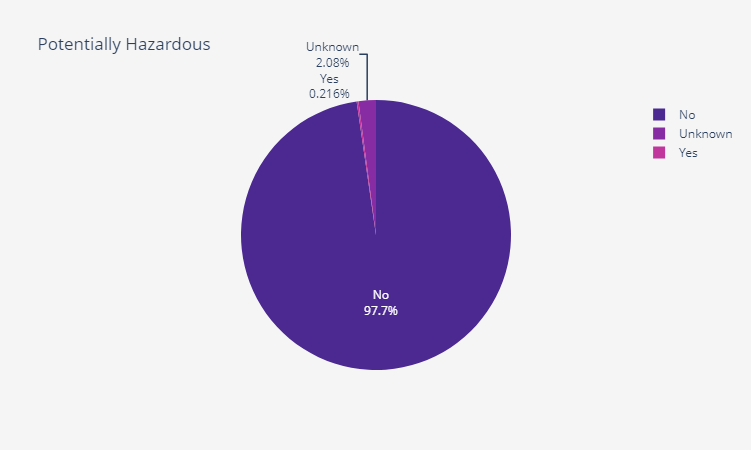 Potentially Hazardous
Unknown
2.08%
Yes
0.216%
No
97.7%
No
Unknown
Yes